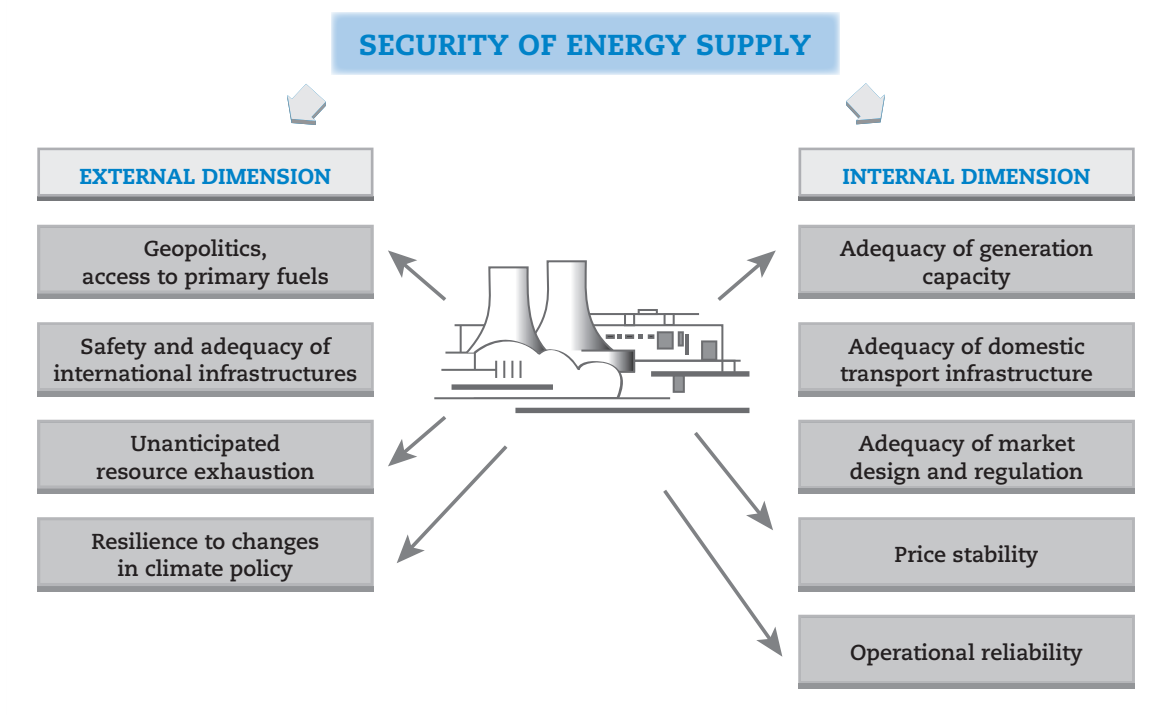 SECURITY OF ENERGY SUPPLY
EXTERNAL DIMENSION
Geopolitics,
access to primary fuels
Safety and adequacy of
international infrastructures
Unanticipated
resource exhaustion
Resilience to changes
in climate policy
INTERNAL DIMENSION
Adequacy of generation
capacity
Adequacy of domestic
transport infrastructure
Adequacy of market
design and regulation
Price stability
Operational reliability